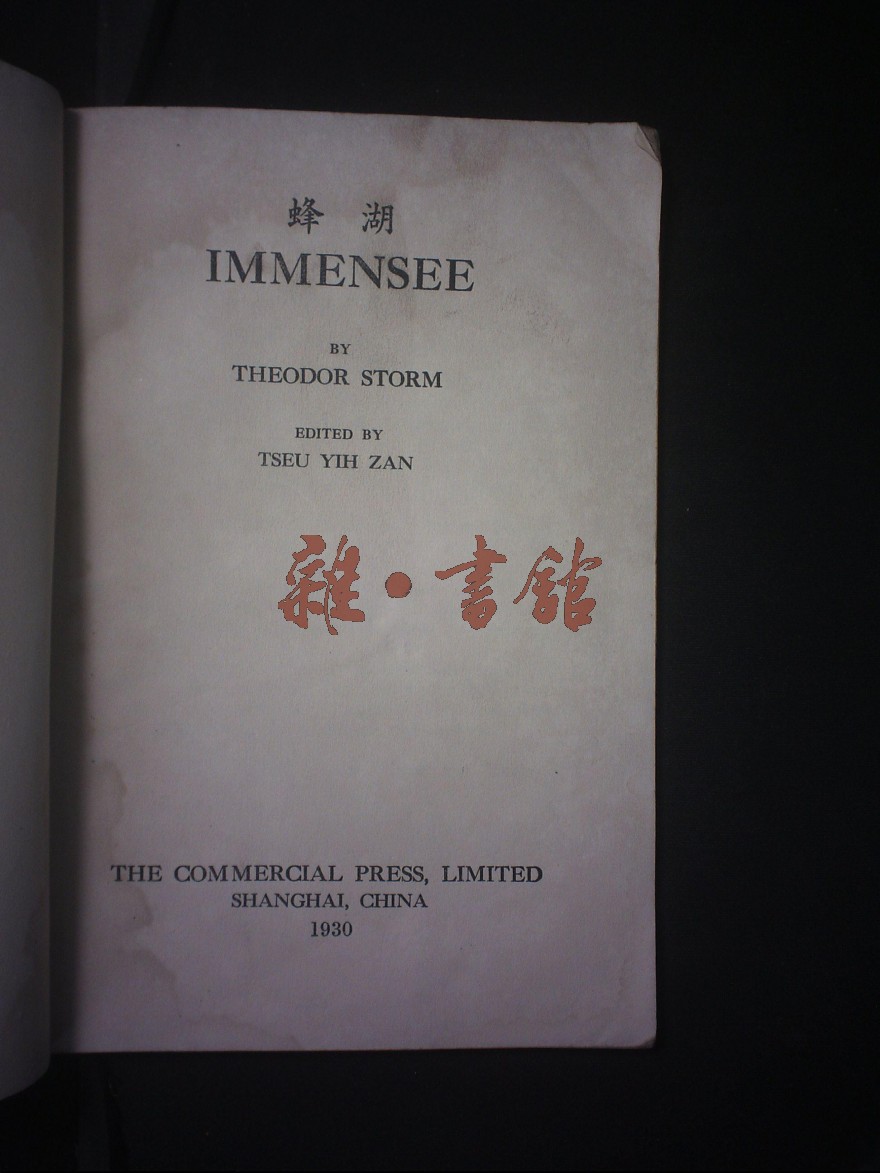 蜂湖
IMMENSEE
BY
THEODOR STORM
EDITED BY
TSEU YIH ZAN
雜·書館
THE COMMERCIAL PRESS, LIMITED
SHANGHAI, CHINA
1930